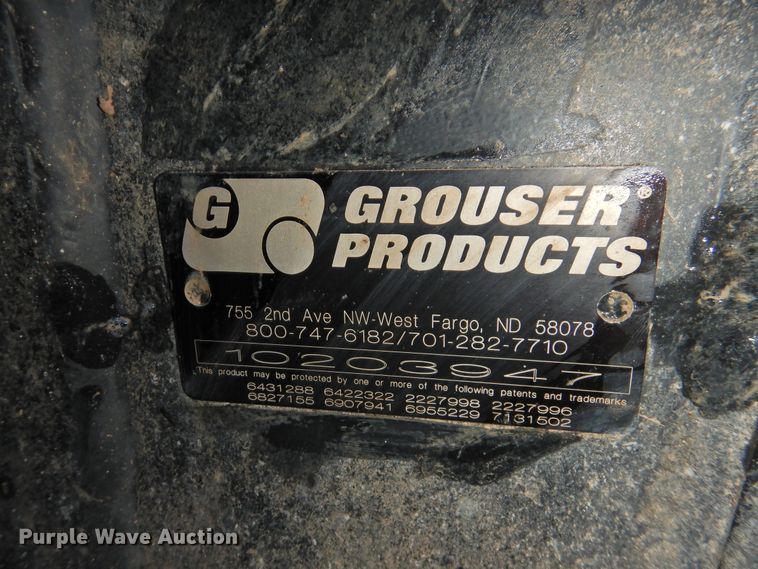 G
GROUSER®
PRODUCTS
755 2nd Ave NW-West Fargo, ND 58078
800-747-6182/701-282-7710
10203947
This product may be protected by one or more of the following patents and trademarks
6431288 6422322 2227998 2227996
6827155 6907941 6955229 7131502
Purple Wave Auction